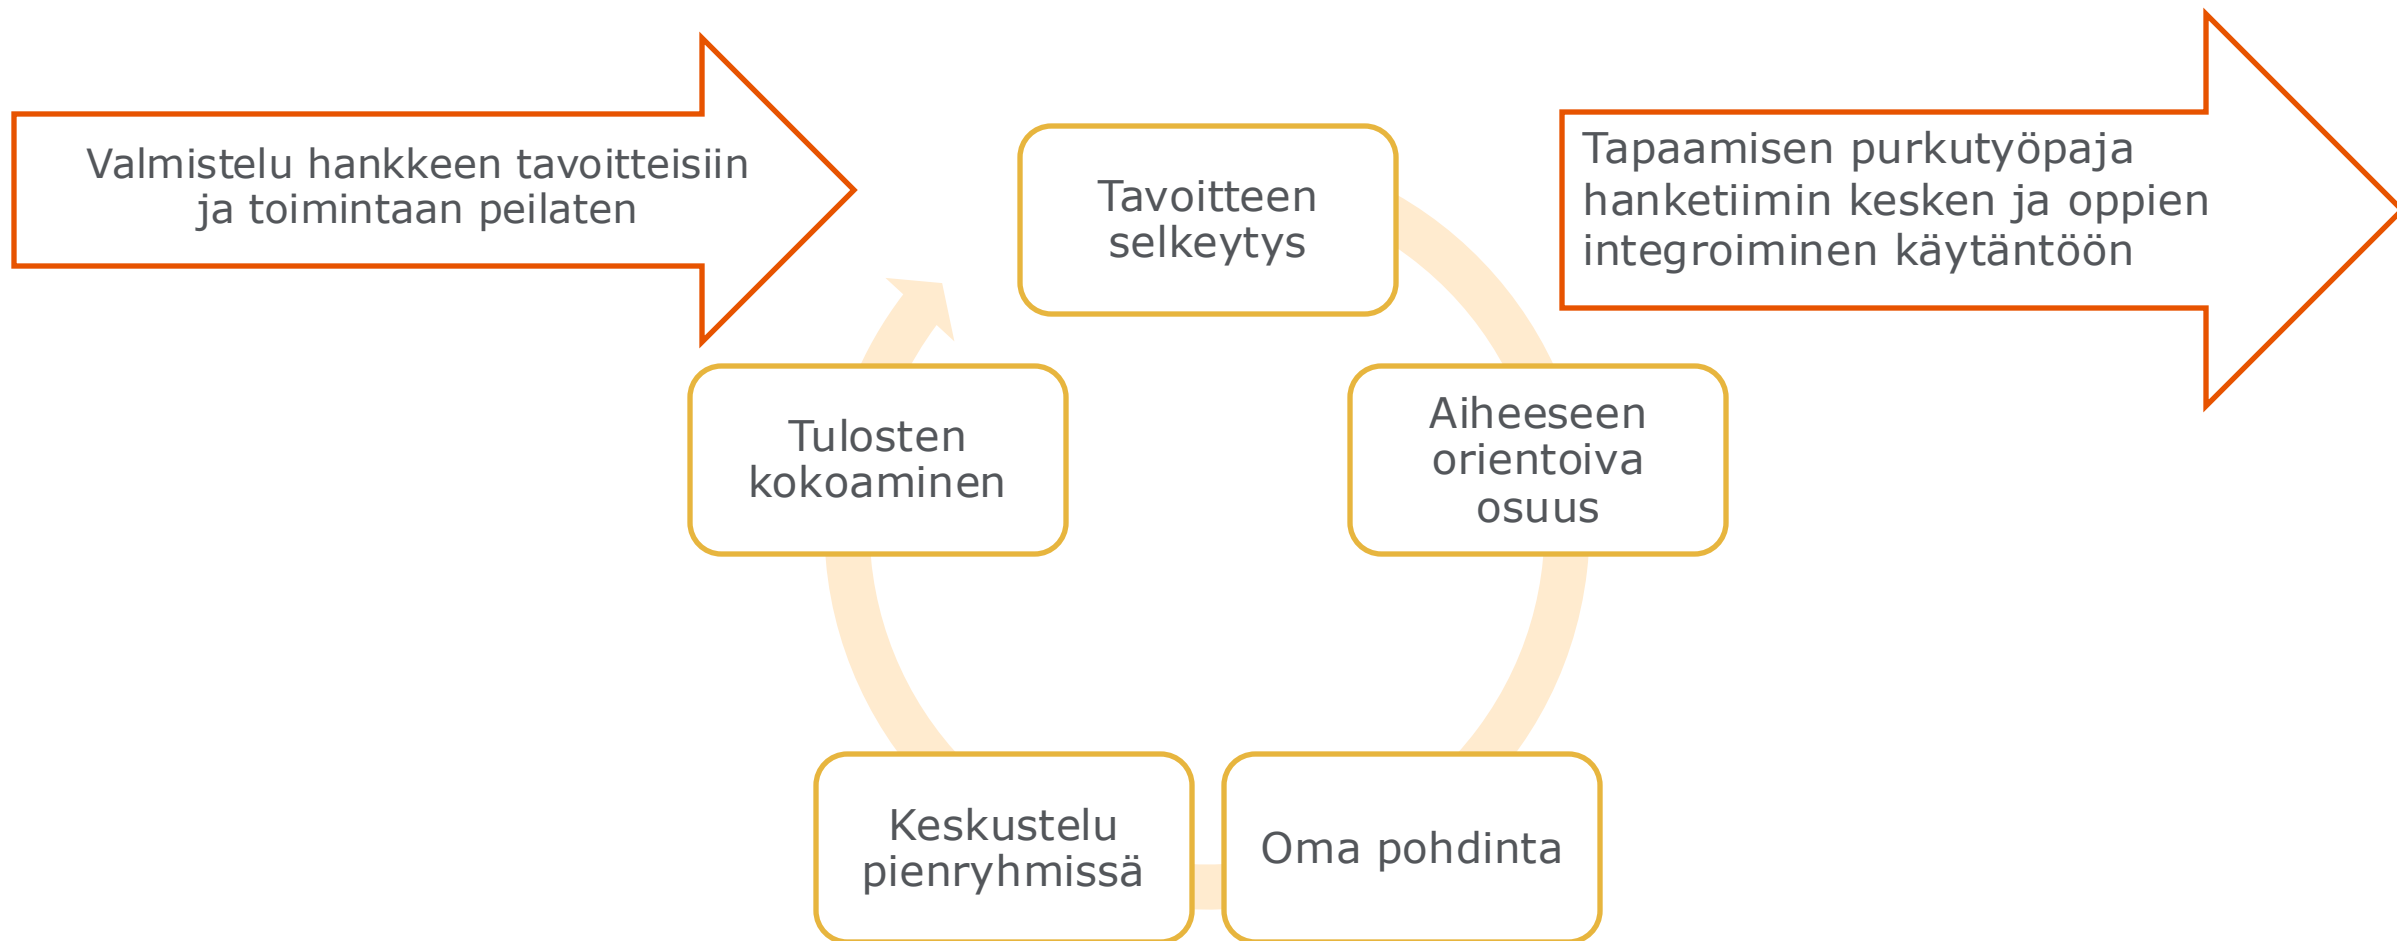 Valmistelu hankkeen tavoitteisiin
ja toimintaan peilaten
Tavoitteen
selkeytys
Aiheeseen
orientoiva
osuus
Oma pohdinta
Keskustelu
pienryhmissä
Tulosten
kokoaminen
Tapaamisen purkutyöpaja
hanketiimin kesken ja oppien
integroiminen käytäntöön